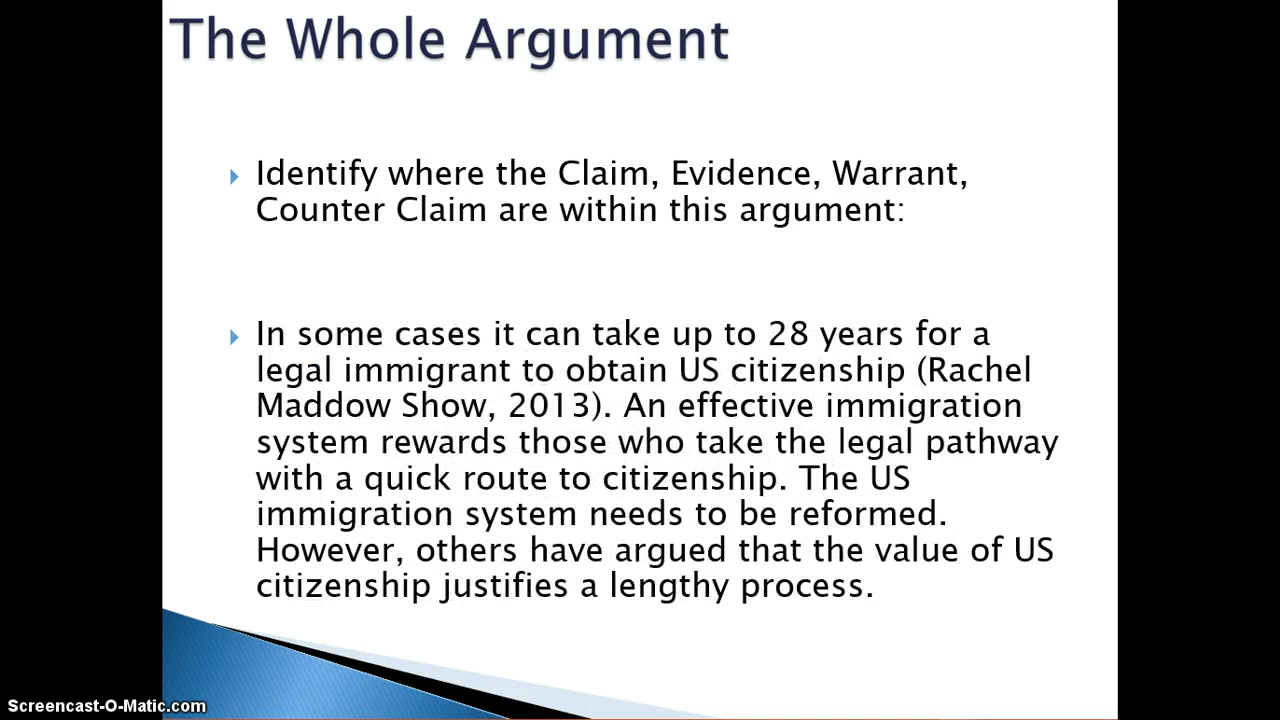 The Whole Argument
Identify where the Claim, Evidence, Warrant,
Counter Claim are within this argument:
In some cases it can take up to 28 years for a
legal immigrant to obtain US citizenship (Rachel
Maddow Show, 2013). An effective immigration
system rewards those who take the legal pathway
with a quick route to citizenship. The US
immigration system needs to be reformed.
However, others have argued that the value of US
citizenship justifies a lengthy process.
Screencast-O-Matic.com